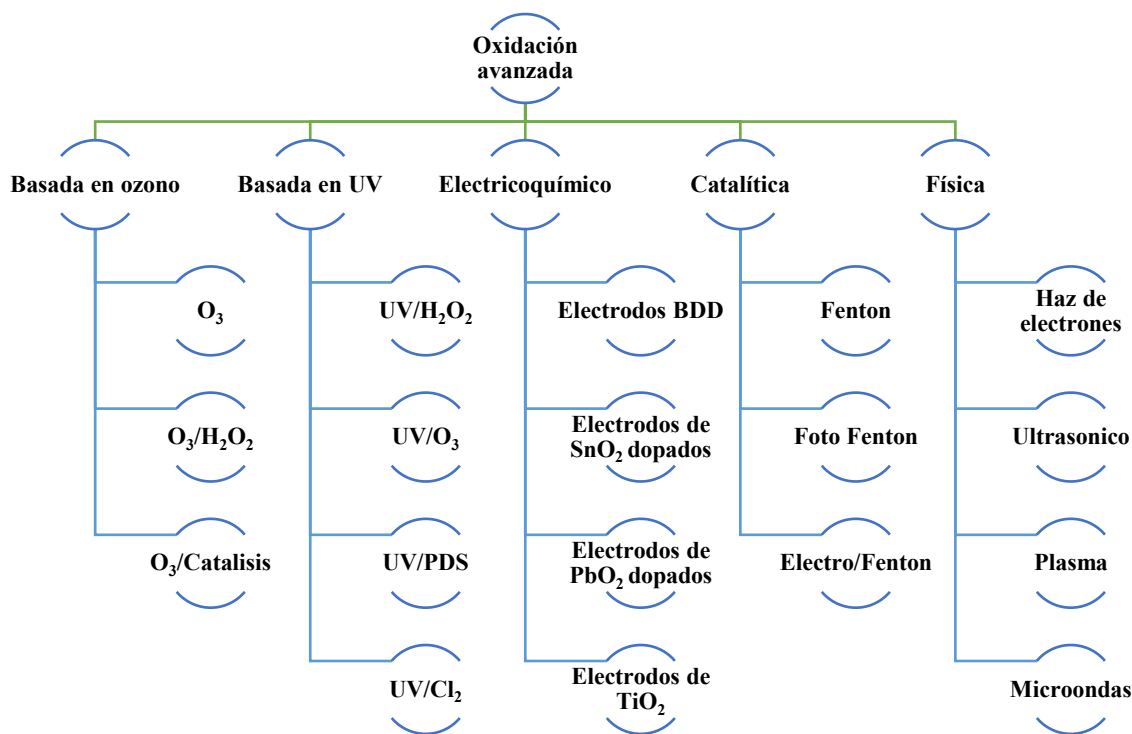 Oxidación
avanzada
Basada en ozono
Basada en UV
Electricoquímico
Catalítica
Física
O₃
UV/H₂O₂
Electrodos BDD
Fenton
Haz de
electrones
O₃/H₂O₂
UV/O₃
Electrodos de
SnO₂ dopados
Foto Fenton
Ultrasonico
O₃/Catalisis
UV/PDS
Electrodos de
PbO₂ dopados
Electro/Fenton
Plasma
UV/Cl₂
Electrodos de
TiO₂
Microondas